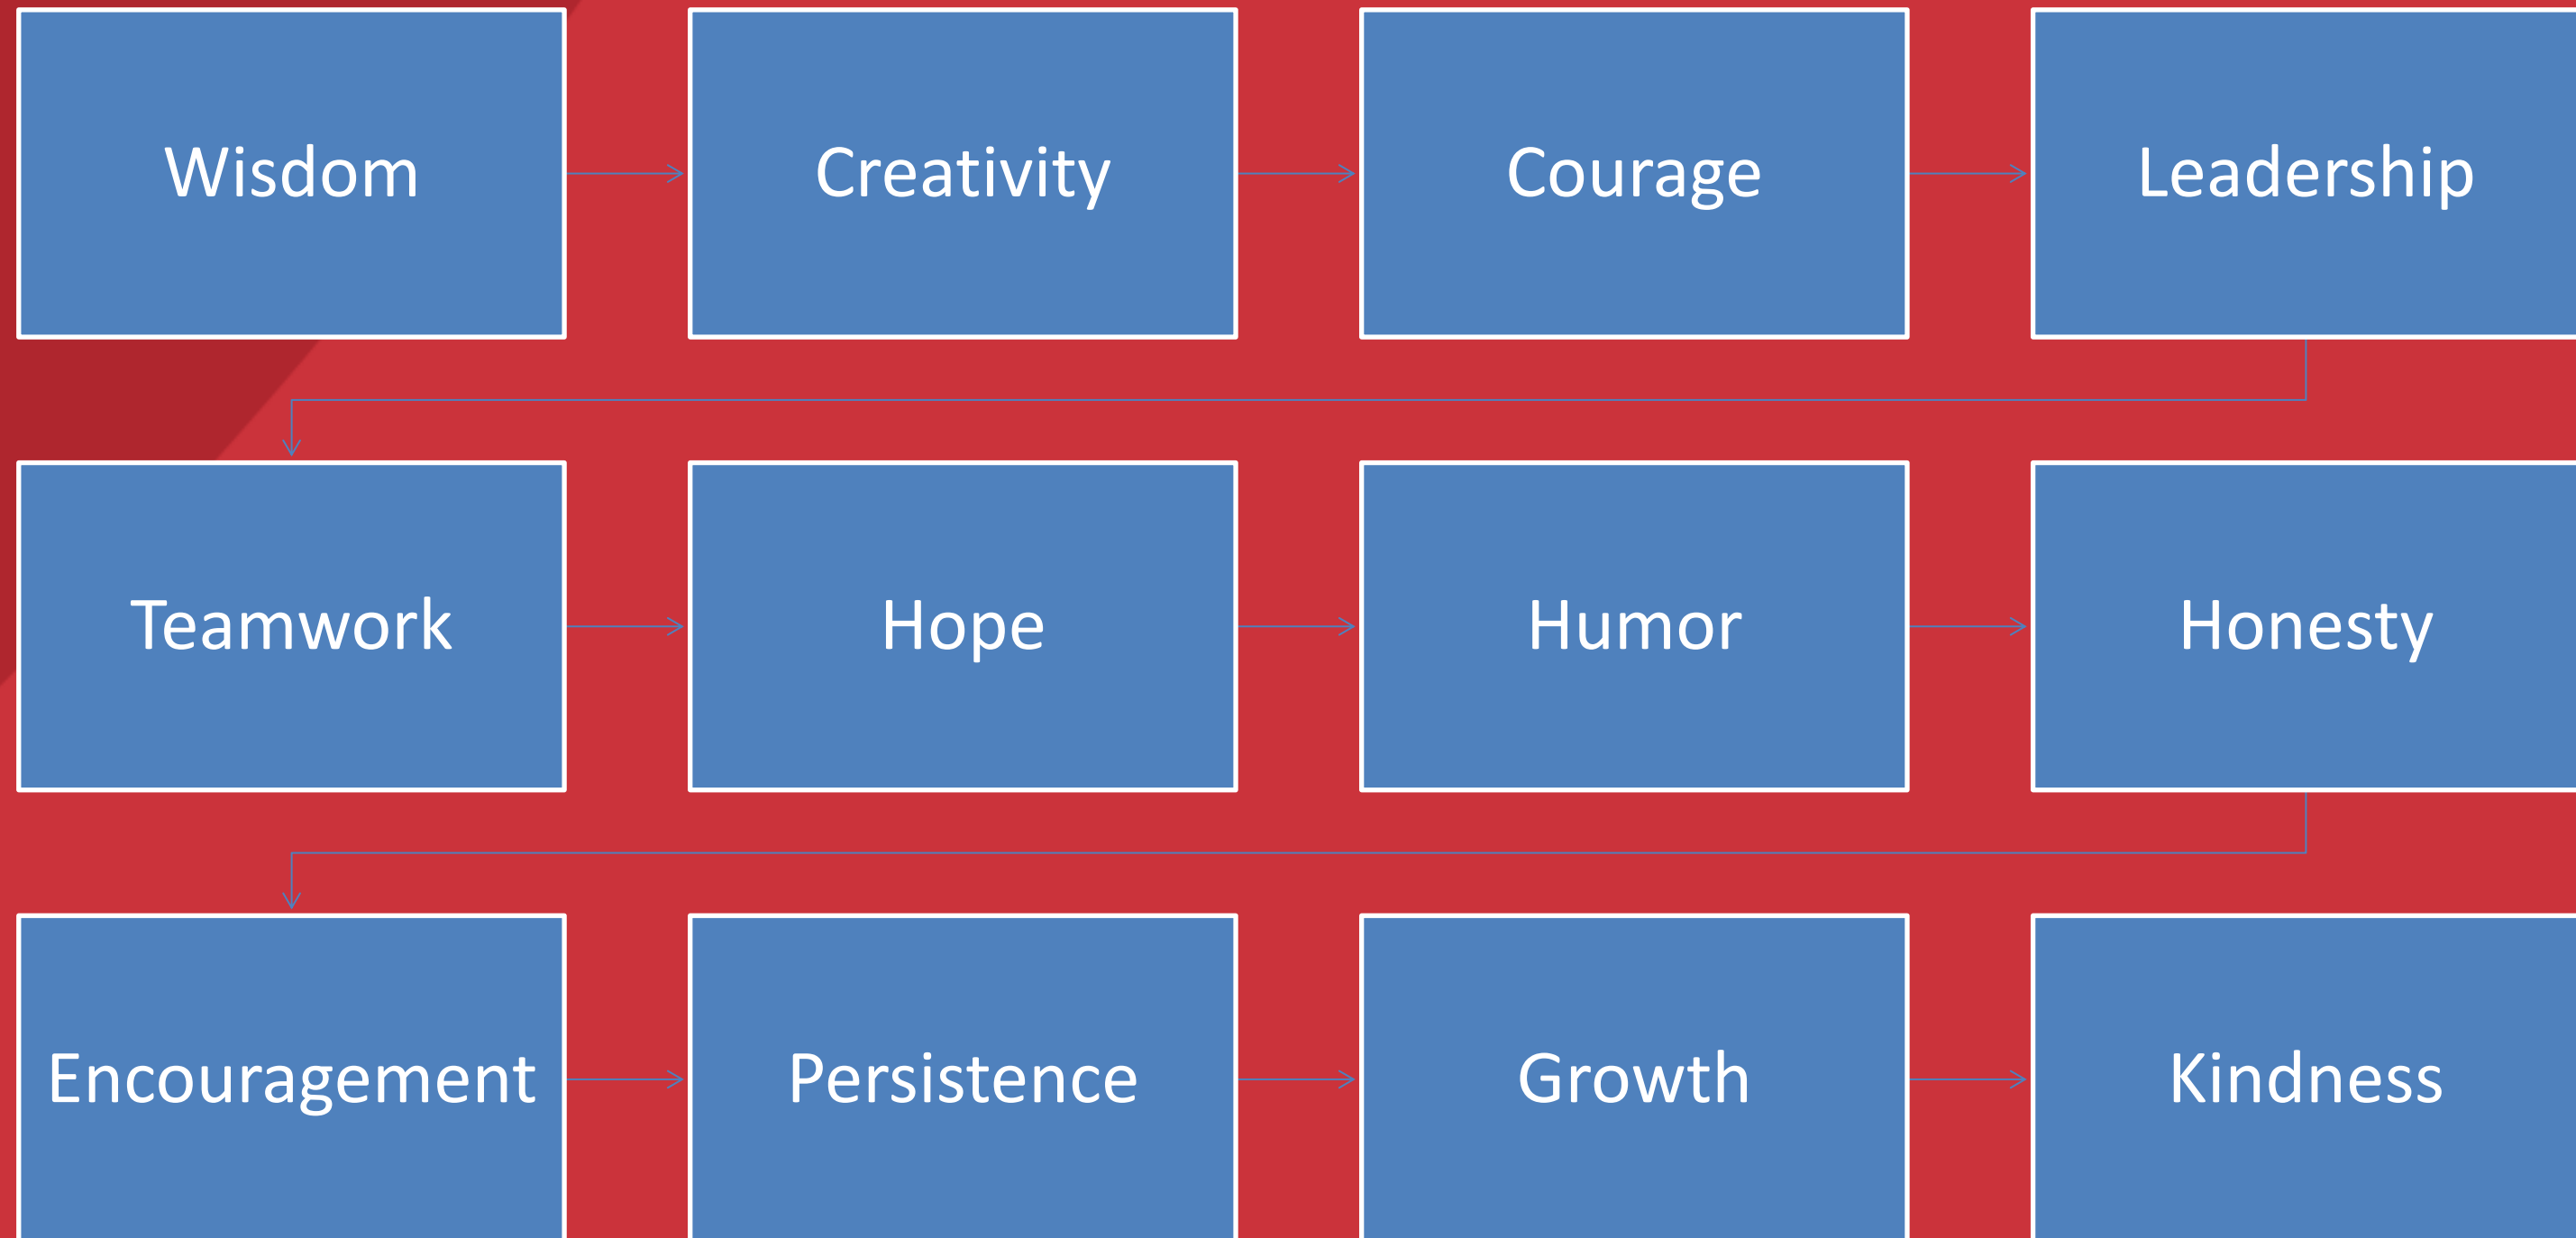 Wisdom
Creativity
Courage
Leadership
Teamwork
Hope
Humor
Honesty
Encouragement
Persistence
Growth
Kindness